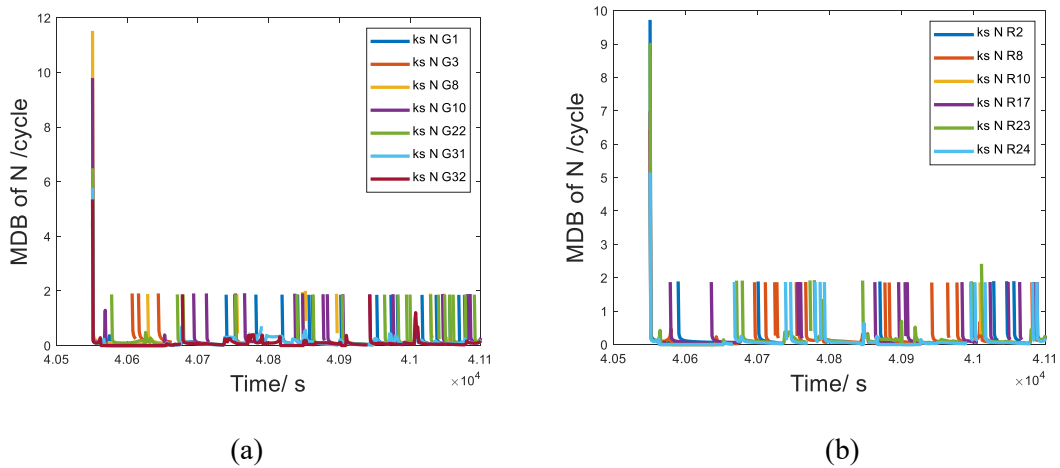 12
10
8
6
4
2
0
MDB of N /cycle
ks N G1
ks N G3
ks N G8
ks N G10
ks N G22
ks N G31
ks N G32
4.05 4.06 4.07 4.08 4.09 4.1 4.11
Time/ s
×10⁴
(a)
10
9
8
7
6
5
4
3
2
1
0
MDB of N /cycle
ks N R2
ks N R8
ks N R10
ks N R17
ks N R23
ks N R24
4.05 4.06 4.07 4.08 4.09 4.1 4.11
Time/ s
×10⁴
(b)